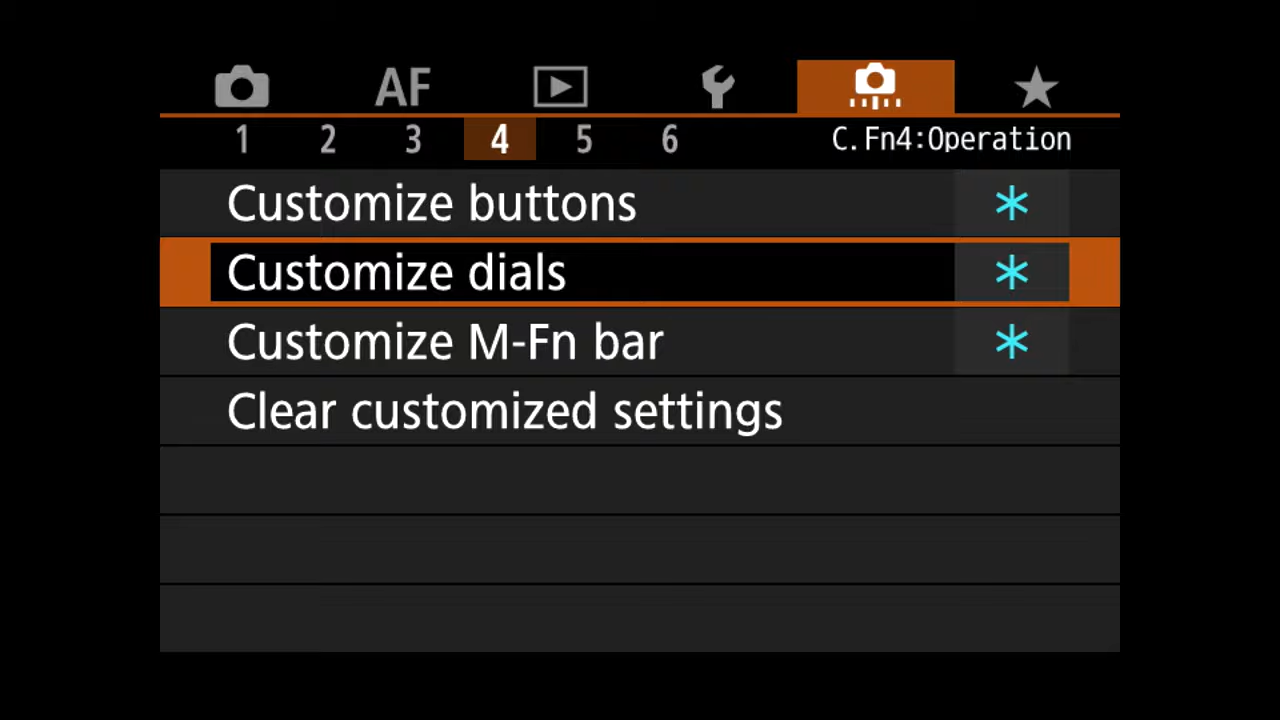 AF
1 2 3 4 5 6 C.Fn4:Operation
Customize buttons *
Customize dials *
Customize M-Fn bar *
Clear customized settings